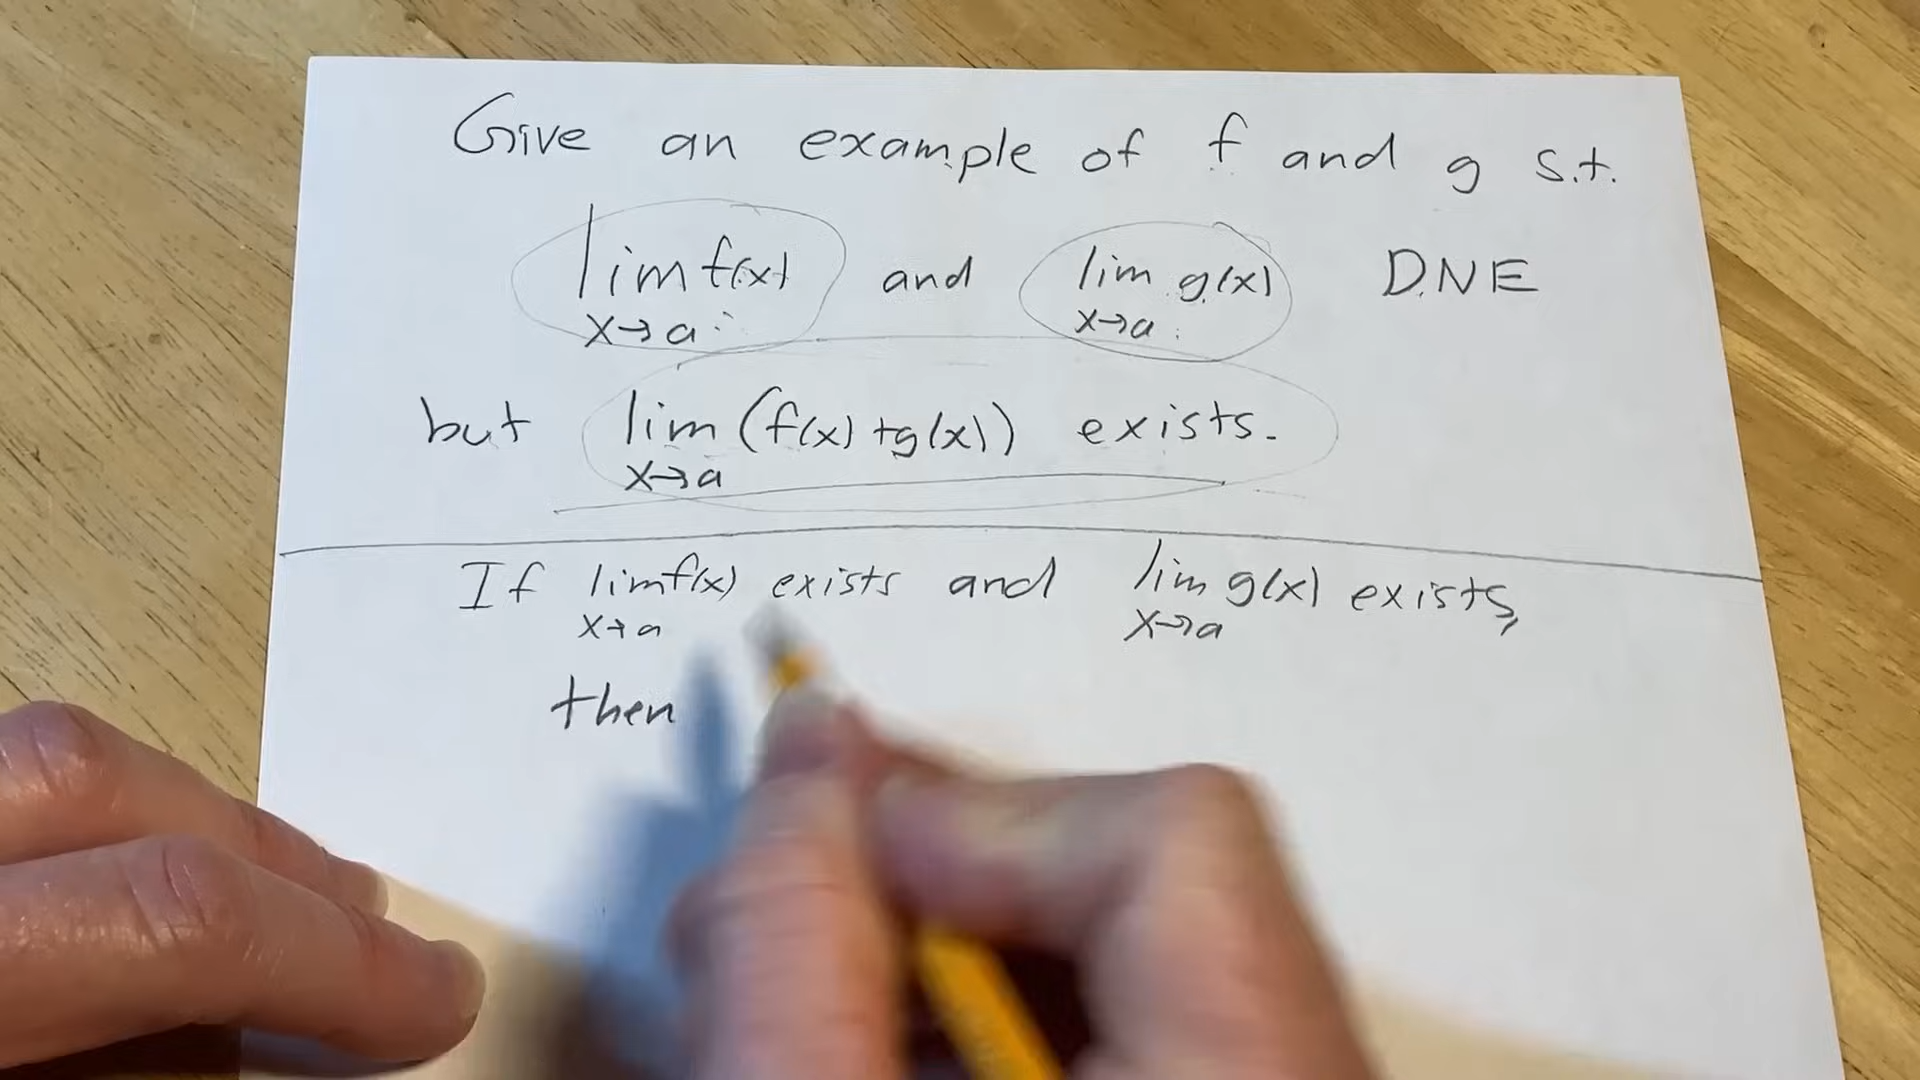 Give an example of f and g s.t.
lim f(x) and lim g(x) DNE
x→a x→a
but lim (f(x)+g(x)) exists.
x→a
If lim f(x) exists and lim g(x) exists,
x→a x→a
then